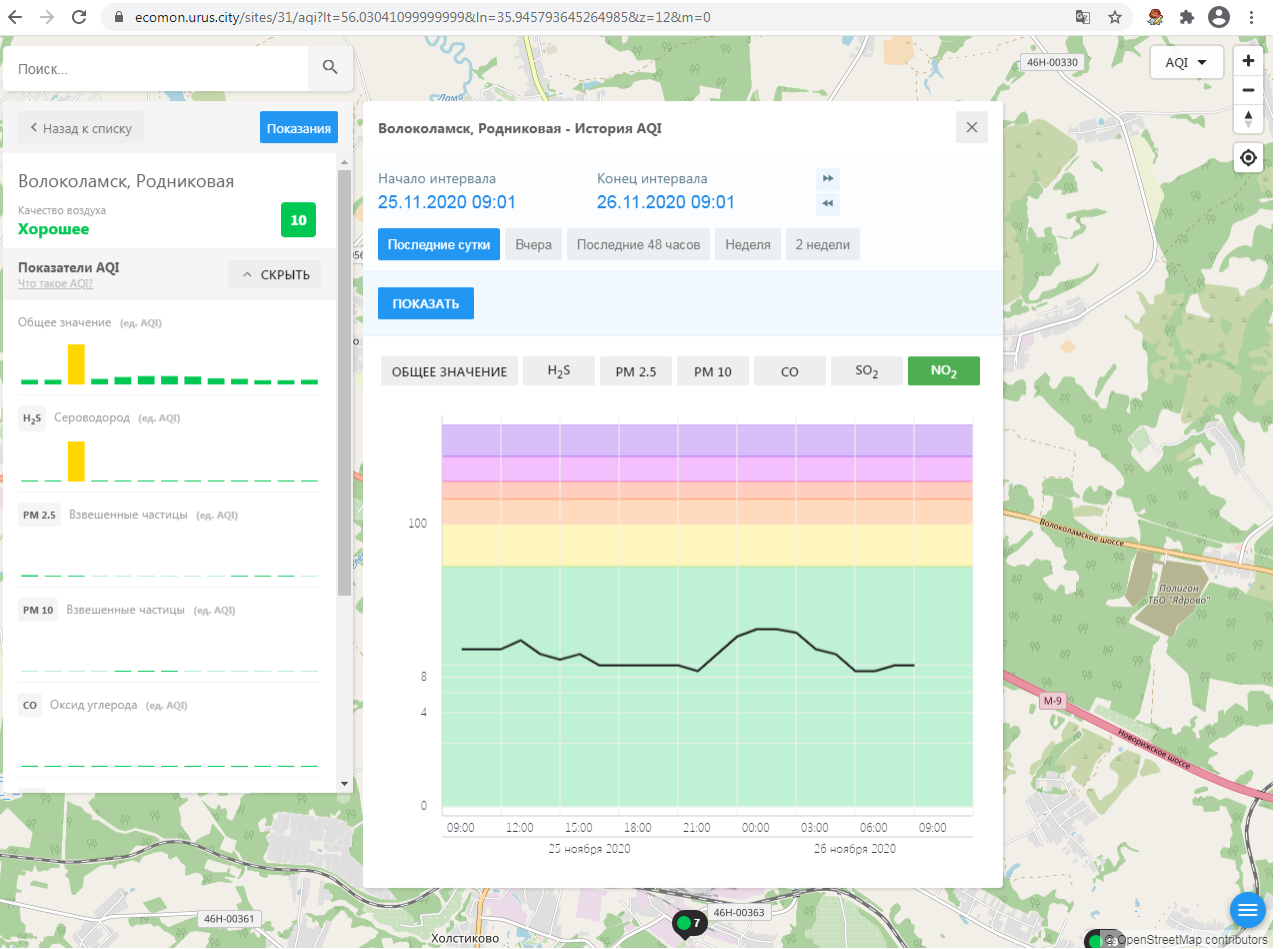 ecomon.urus.city/sites/31/aqi?lt=56.03041099999999&ln=35.945793645264985&z=12&m=0
Поиск...
46Н-00330
AQI
Назад к списку
Показания
Волоколамск, Родниковая - История AQI
Волоколамск, Родниковая
Качество воздуха
Хорошее
10
Показатели AQI
Что такое AQI?
СКРЫТЬ
Начало интервала
25.11.2020 09:01
Конец интервала
26.11.2020 09:01
Последние сутки
Вчера
Последние 48 часов
Неделя
2 недели
ПОКАЗАТЬ
Общее значение (ед. AQI)
H2S Сероводород (ед. AQI)
PM 2.5 Взвешенные частицы (ед. AQI)
PM 10 Взвешенные частицы (ед. AQI)
CO Оксид углерода (ед. AQI)
ОБЩЕЕ ЗНАЧЕНИЕ
H2S
PM 2.5
PM 10
CO
SO2
NO2
100
8
4
0
09:00 12:00 15:00 18:00 21:00 00:00 03:00 06:00 09:00
25 ноября 2020
26 ноября 2020
Волоколамское шоссе
Полигон
ТБО "Ядрово"
М-9
Новорижское шоссе
46Н-00361
46Н-00363
7
Холстиково
© OpenStreetMap contributors